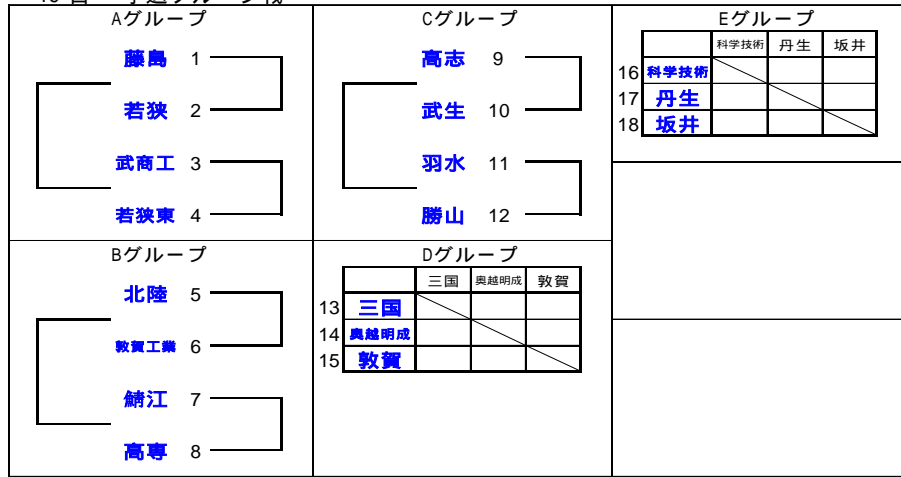 Aグループ
藤島 1
若狭 2
武商工 3
若狭東 4
Bグループ
北陸 5
敦賀工業 6
鯖江 7
高専 8
Cグループ
高志 9
武生 10
羽水 11
勝山 12
Dグループ
三国 奥越明成 敦賀
13 三国
14 奥越明成
15 敦賀
Eグループ
科学技術 丹生 坂井
16 科学技術
17 丹生
18 坂井